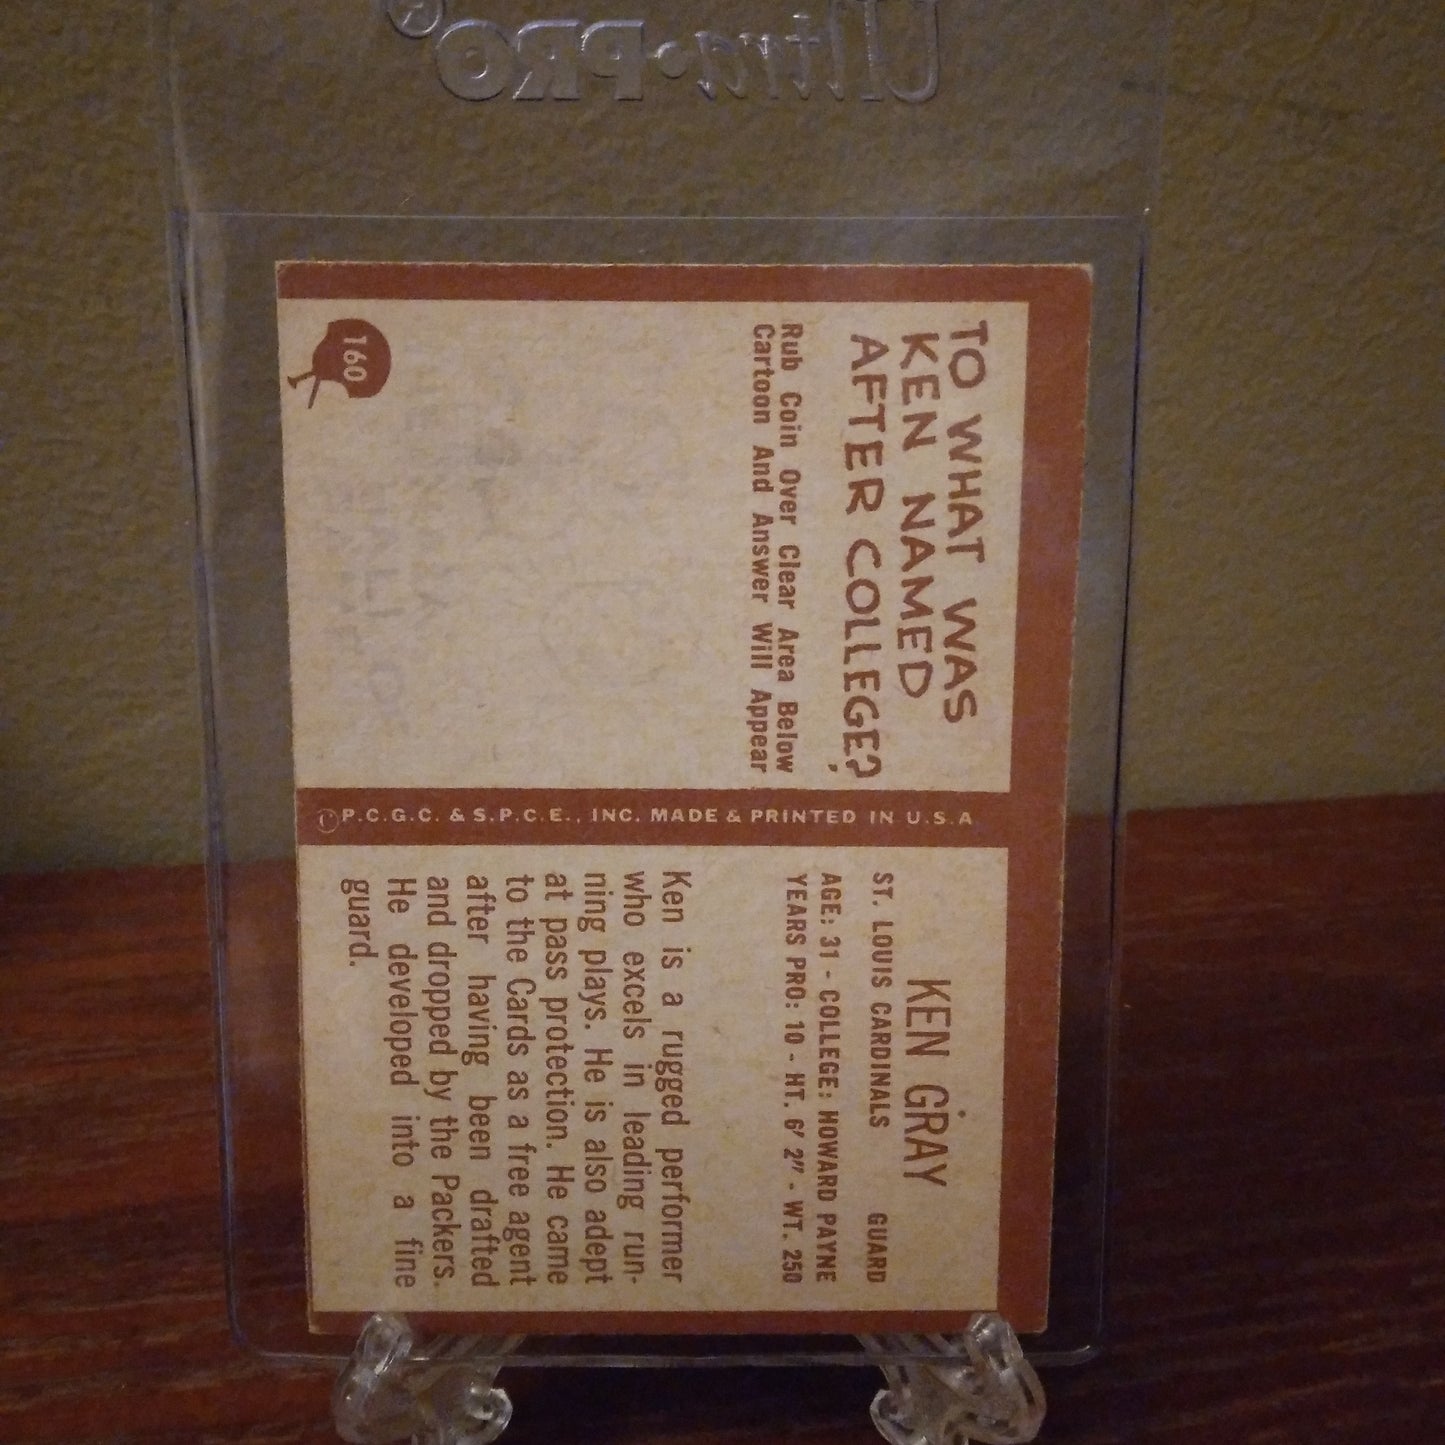 Ultra·PRO®
TO WHAT WAS
KEN NAMED
AFTER COLLEGE?
Rub Coin Over Clear Area Below
Cartoon And Answer Will Appear
160
©P.C.G.C. & S.P.C.E., INC. MADE & PRINTED IN U.S.A
KEN GRAY
ST. LOUIS CARDINALS GUARD
AGE: 31 - COLLEGE: HOWARD PAYNE
YEARS PRO: 10 - HT. 6' 2" - WT. 250
Ken is a rugged performer
who excels in leading run-
ning plays. He is also adept
at pass protection. He came
to the Cards as a free agent
after having been drafted
and dropped by the Packers.
He developed into a fine
guard.